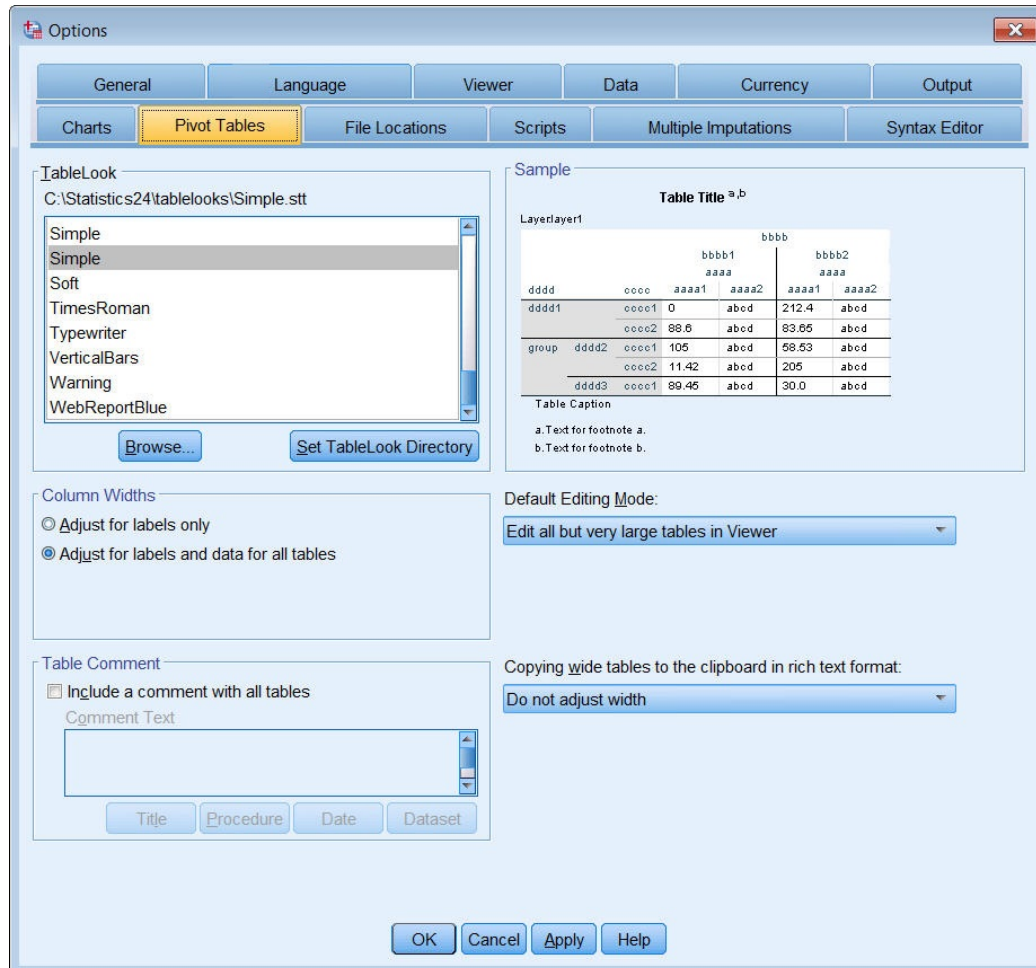 Options
General Language Viewer Data Currency Output
Charts Pivot Tables File Locations Scripts Multiple Imputations Syntax Editor
TableLook
C:\Statistics24\tablelooks\Simple.stt
Simple
Simple
Soft
TimesRoman
Typewriter
VerticalBars
Warning
WebReportBlue
Browse... Set TableLook Directory
Sample
Table Title a,b
Layerlayer1
bbbb
bbbb1 bbbb2
aaaa aaaa
dddd cccc aaaa1 aaaa2 aaaa1 aaaa2
dddd1 cccc1 0 abcd 212.4 abcd
cccc2 88.6 abcd 83.65 abcd
group dddd2 cccc1 105 abcd 58.53 abcd
cccc2 11.42 abcd 205 abcd
dddd3 cccc1 89.45 abcd 30.0 abcd
Table Caption
a.Text for footnote a.
b.Text for footnote b.
Column Widths
Adjust for labels only
Adjust for labels and data for all tables
Default Editing Mode:
Edit all but very large tables in Viewer
Table Comment
Include a comment with all tables
Comment Text
Title Procedure Date Dataset
Copying wide tables to the clipboard in rich text format:
Do not adjust width
OK Cancel Apply Help